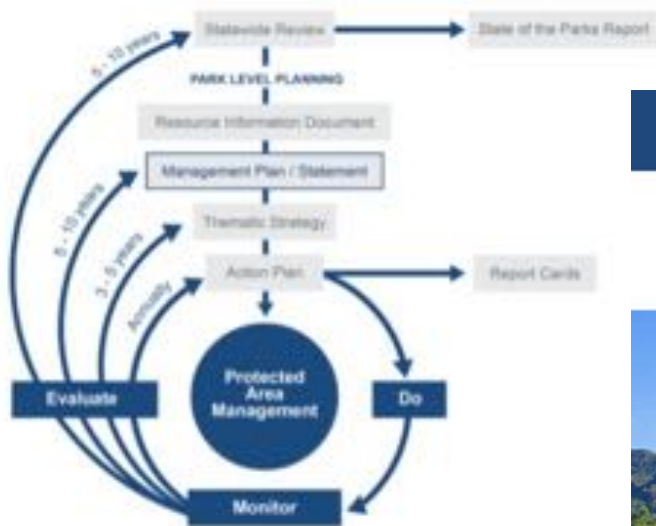 Statewide Review
State of the Parks Report
5 - 10 years
PARK LEVEL PLANNING
Resource Information Document
Management Plan / Statement
5 - 10 years
Thematic Strategy
3 - 5 years
Action Plan
Report Cards
Annually
Protected
Area
Management
Evaluate
Do
Monitor